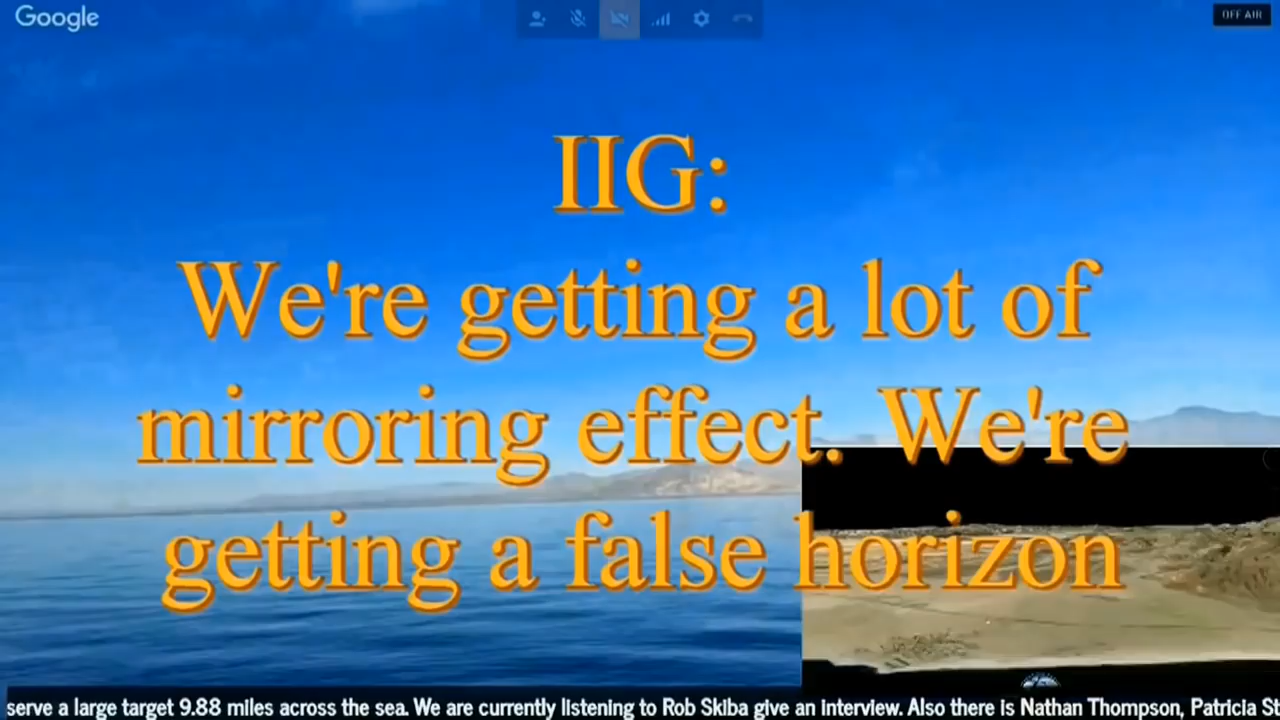 Google
OFF AIR
IIG:
We're getting a lot of
mirroring effect. We're
getting a false horizon
serve a large target 9.88 miles across the sea. We are currently listening to Rob Skiba give an interview. Also there is Nathan Thompson, Patricia St